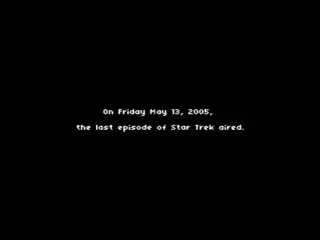 On Friday May 13, 2005,
the last episode of Star Trek aired.